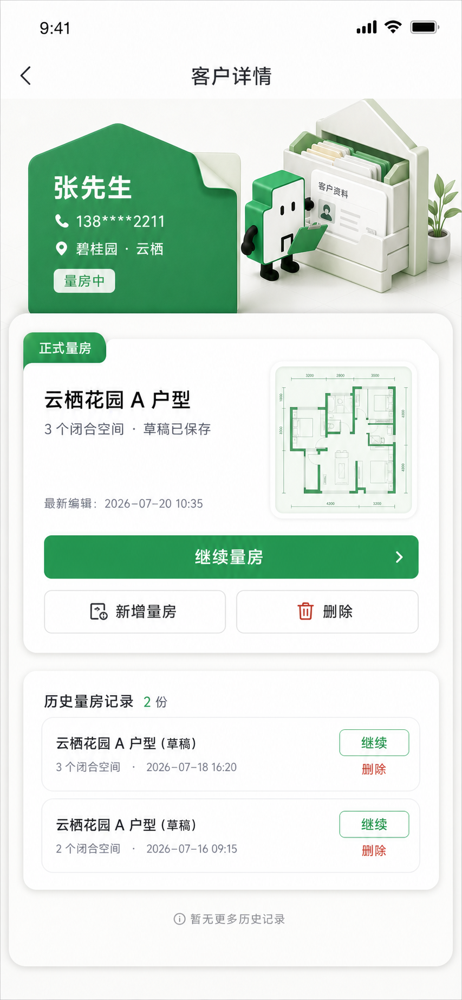 9:41
客户详情
张先生
138****2211
碧桂园 · 云栖
量房中
客户资料
正式量房
云栖花园 A 户型
3 个闭合空间 · 草稿已保存
最新编辑：2026-07-20 10:35
3200 2800 3500
1800
3300
4300
4200
4200 3200
继续量房
新增量房
删除
历史量房记录 2 份
云栖花园 A 户型 (草稿)
继续
3 个闭合空间 · 2026-07-18 16:20
删除
云栖花园 A 户型 (草稿)
继续
2 个闭合空间 · 2026-07-16 09:15
删除
暂无更多历史记录